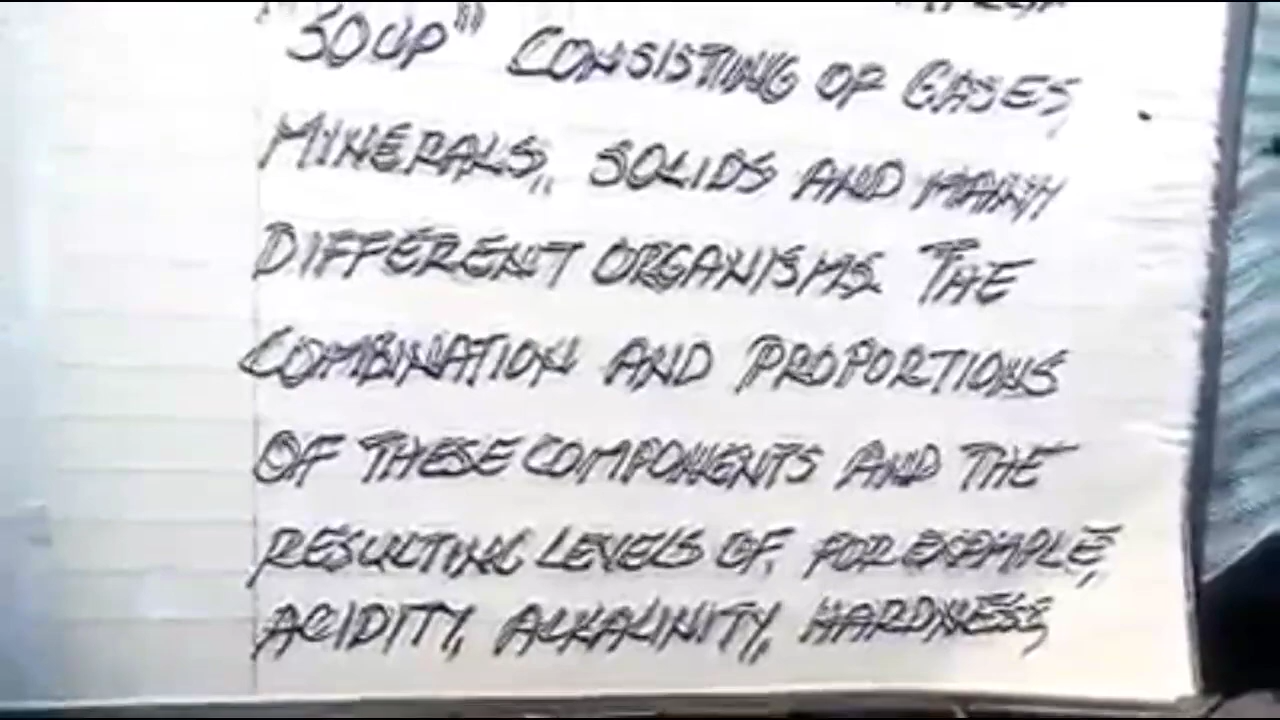 "SOUP" CONSISTING OF GASES,
MINERALS, SOLIDS AND MANY
DIFFERENT ORGANISMS. THE
COMBINATION AND PROPORTIONS
OF THESE COMPONENTS AND THE
RESULTING LEVELS OF, FOR EXAMPLE,
ACIDITY, ALKALINITY, HARDNESS,